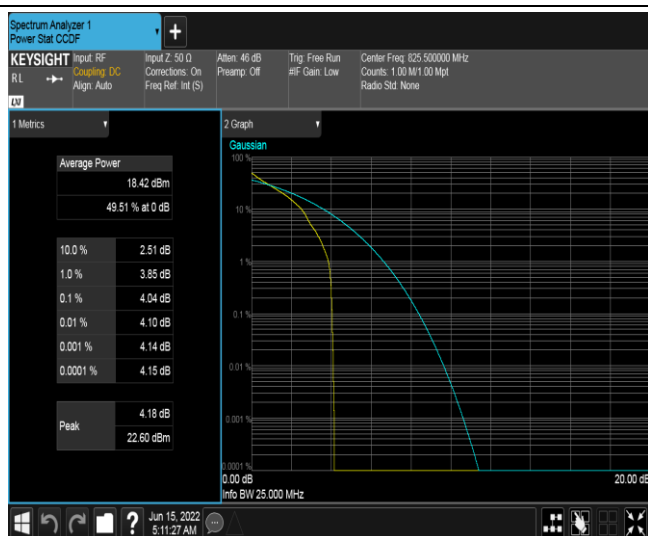 Spectrum Analyzer 1
Power Stat CCDF
+
KEYSIGHT
RL
LXI
Input: RF
Coupling: DC
Align: Auto
Input Z: 50 Ω
Corrections: On
Freq Ref: Int (S)
Atten: 46 dB
Preamp: Off
Trig: Free Run
#IF Gain: Low
Center Freq: 825.500000 MHz
Counts: 1.00 M/1.00 Mpt
Radio Std: None
1 Metrics
Average Power
18.42 dBm
49.51 % at 0 dB
10.0 % 2.51 dB
1.0 % 3.85 dB
0.1 % 4.04 dB
0.01 % 4.10 dB
0.001 % 4.14 dB
0.0001 % 4.15 dB
Peak
4.18 dB
22.60 dBm
2 Graph
Gaussian
100 %
10 %
1 %
0.1 %
0.01 %
0.001 %
0.0001 %
0.00 dB 20.00 dB
Info BW 25.000 MHz
?
Jun 15, 2022
5:11:27 AM